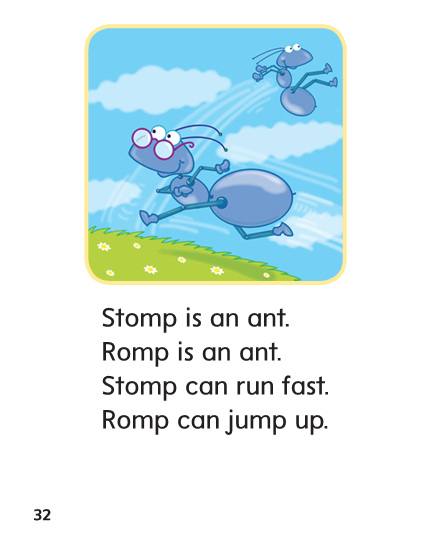 Stomp is an ant.
Romp is an ant.
Stomp can run fast.
Romp can jump up.
32